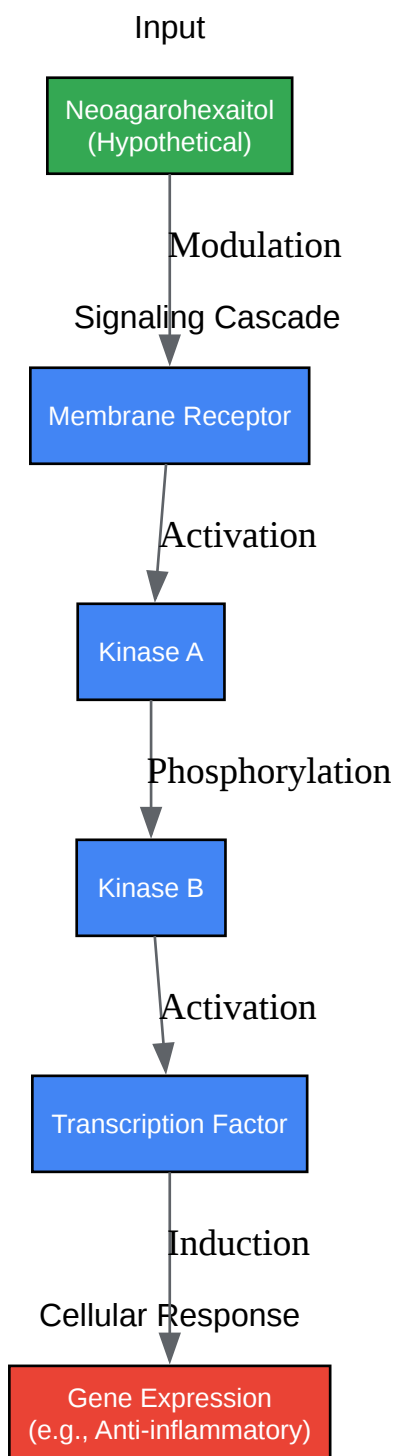 Input
Neoagarohexaitol
(Hypothetical)
Modulation
Signaling Cascade
Membrane Receptor
Activation
Kinase A
Phosphorylation
Kinase B
Activation
Transcription Factor
Induction
Cellular Response
Gene Expression
(e.g., Anti-inflammatory)